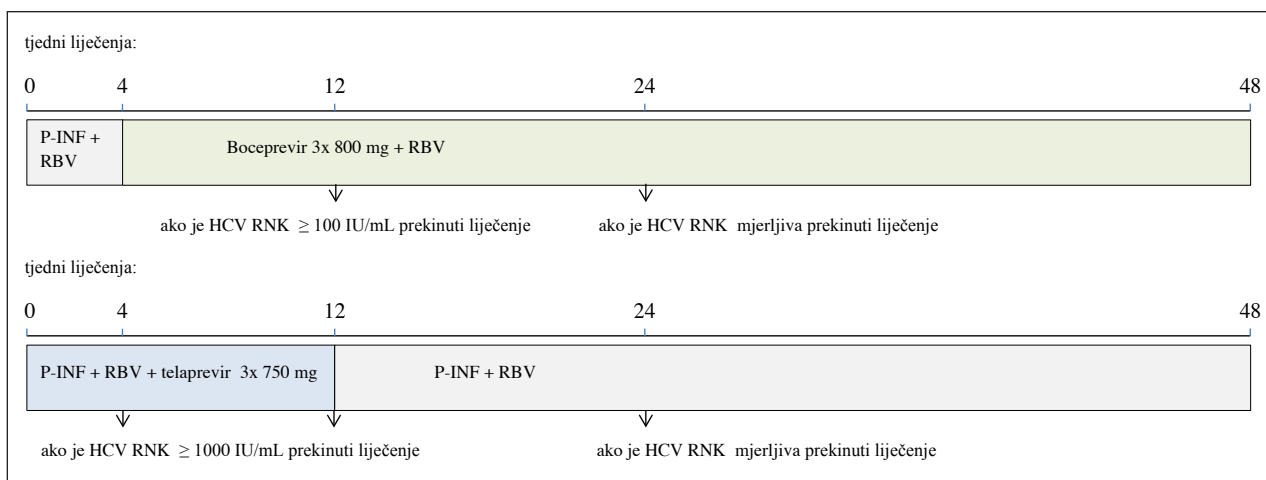 tjedni liječenja:
0 4 12 24 48
P-INF +
RBV
Boceprevir 3x 800 mg + RBV
ako je HCV RNK ≥ 100 IU/mL prekinuti liječenje ako je HCV RNK mjerljiva prekinuti liječenje
tjedni liječenja:
0 4 12 24 48
P-INF + RBV + telaprevir 3x 750 mg P-INF + RBV
ako je HCV RNK ≥ 1000 IU/mL prekinuti liječenje ako je HCV RNK mjerljiva prekinuti liječenje